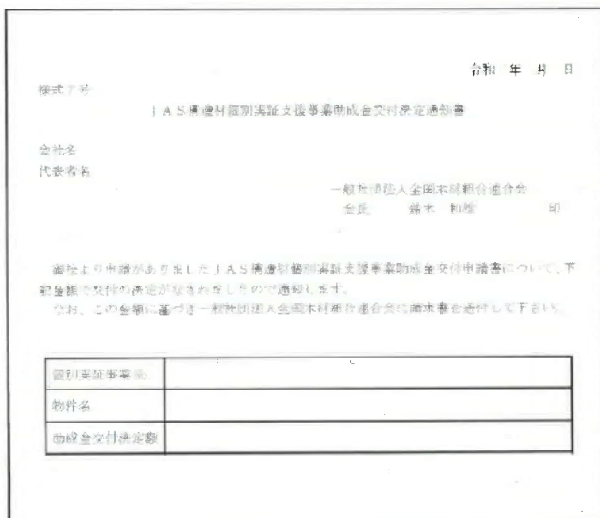 令和　年　月　日
様式7号
JAS構造材個別実証支援事業助成金交付決定通知書
会社名
代表者名
一般社団法人全国木材組合連合会
会長　鈴木　和雄　印
御社より申請がありましたJAS構造材個別実証支援事業助成金交付申請書について、下
記金額で交付の決定がなされましたので通知します。
なお、この金額に基づき一般社団法人全国木材組合連合会に請求書を送付して下さい。
個別実証事業
物件名
助成金交付決定額